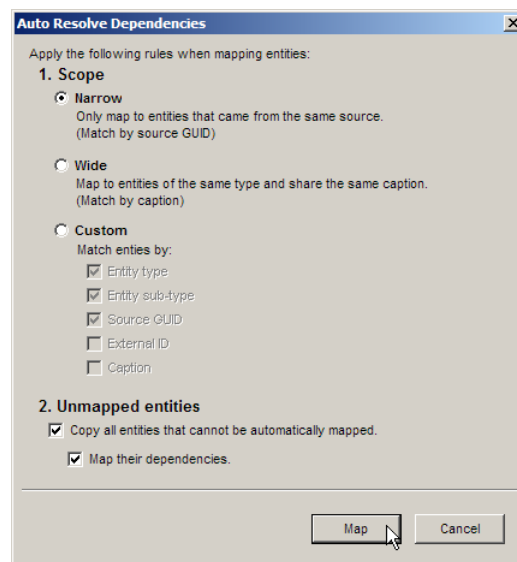 Auto Resolve Dependencies
Apply the following rules when mapping entities:
1. Scope
Narrow
Only map to entities that came from the same source.
(Match by source GUID)
Wide
Map to entities of the same type and share the same caption.
(Match by caption)
Custom
Match enties by:
Entity type
Entity sub-type
Source GUID
External ID
Caption
2. Unmapped entities
Copy all entities that cannot be automatically mapped.
Map their dependencies.
Map
Cancel